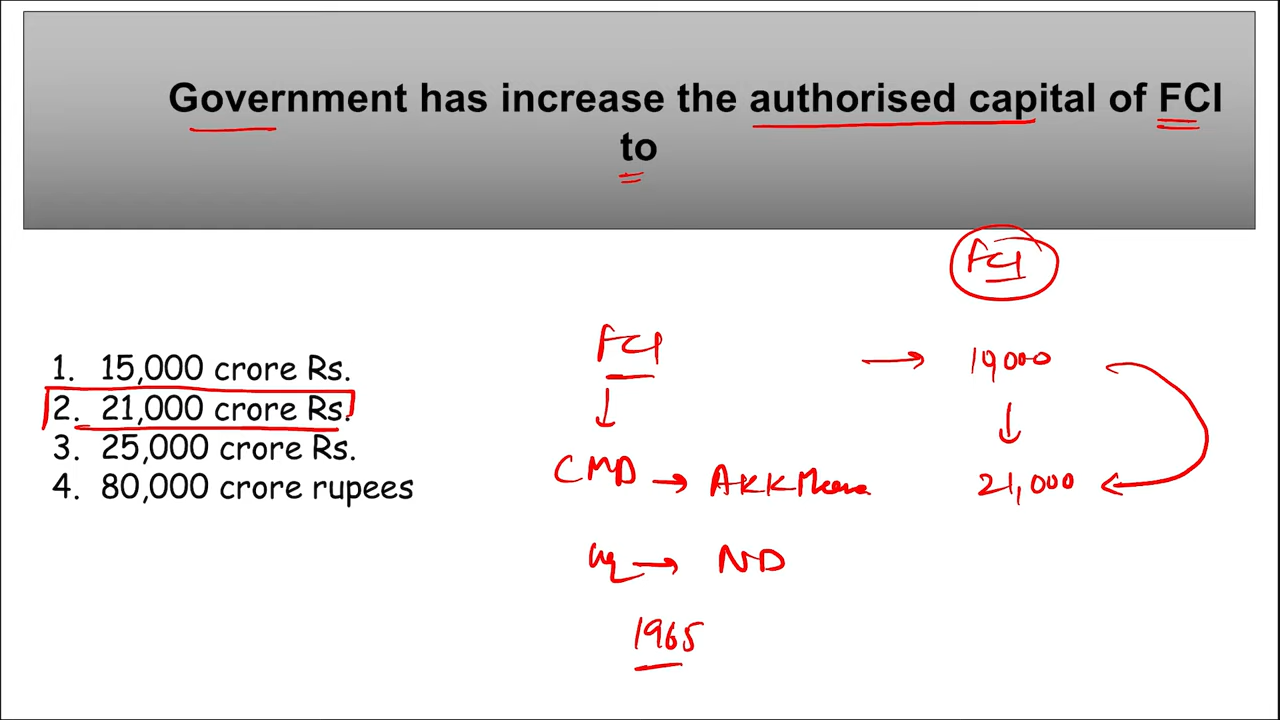 Government has increase the authorised capital of FCI
to
1. 15,000 crore Rs.
2. 21,000 crore Rs.
3. 25,000 crore Rs.
4. 80,000 crore rupees
FCI
CMD → AKK Meena
Hq → ND
1965
FCI
→ 19000
↓
21,000